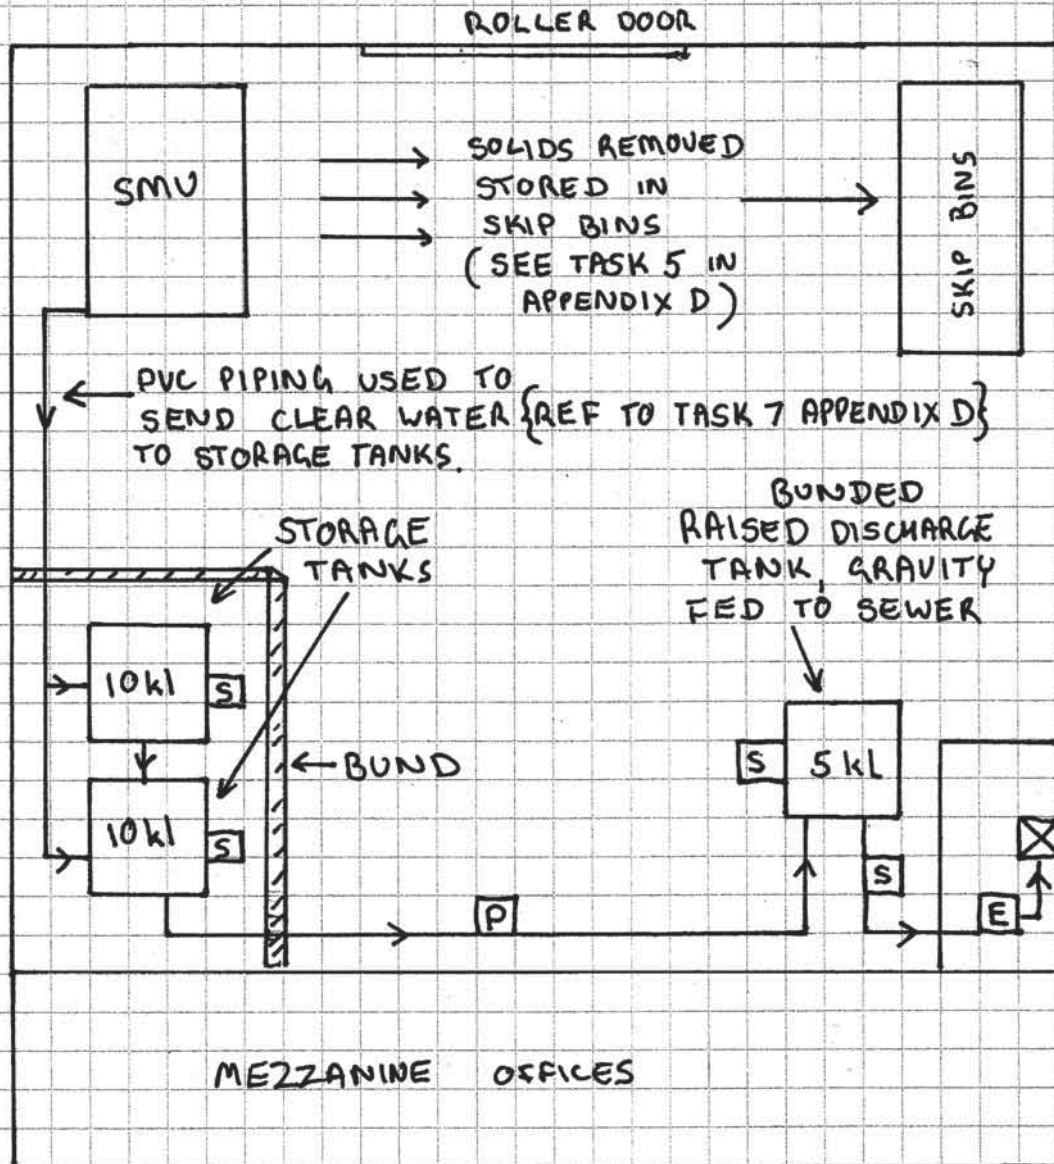 ROLLER DOOR
SMU
SOLIDS REMOVED
STORED IN
SKIP BINS
(SEE TASK 5 IN
APPENDIX D)
SKIP BINS
PVC PIPING USED TO
SEND CLEAR WATER {REF TO TASK 7 APPENDIX D}
TO STORAGE TANKS.
STORAGE
TANKS
BUNDED
RAISED DISCHARGE
TANK, GRAVITY
FED TO SEWER
10kl
S
BUND
S
5kL
10kl
S
S
P
E
MEZZANINE OFFICES